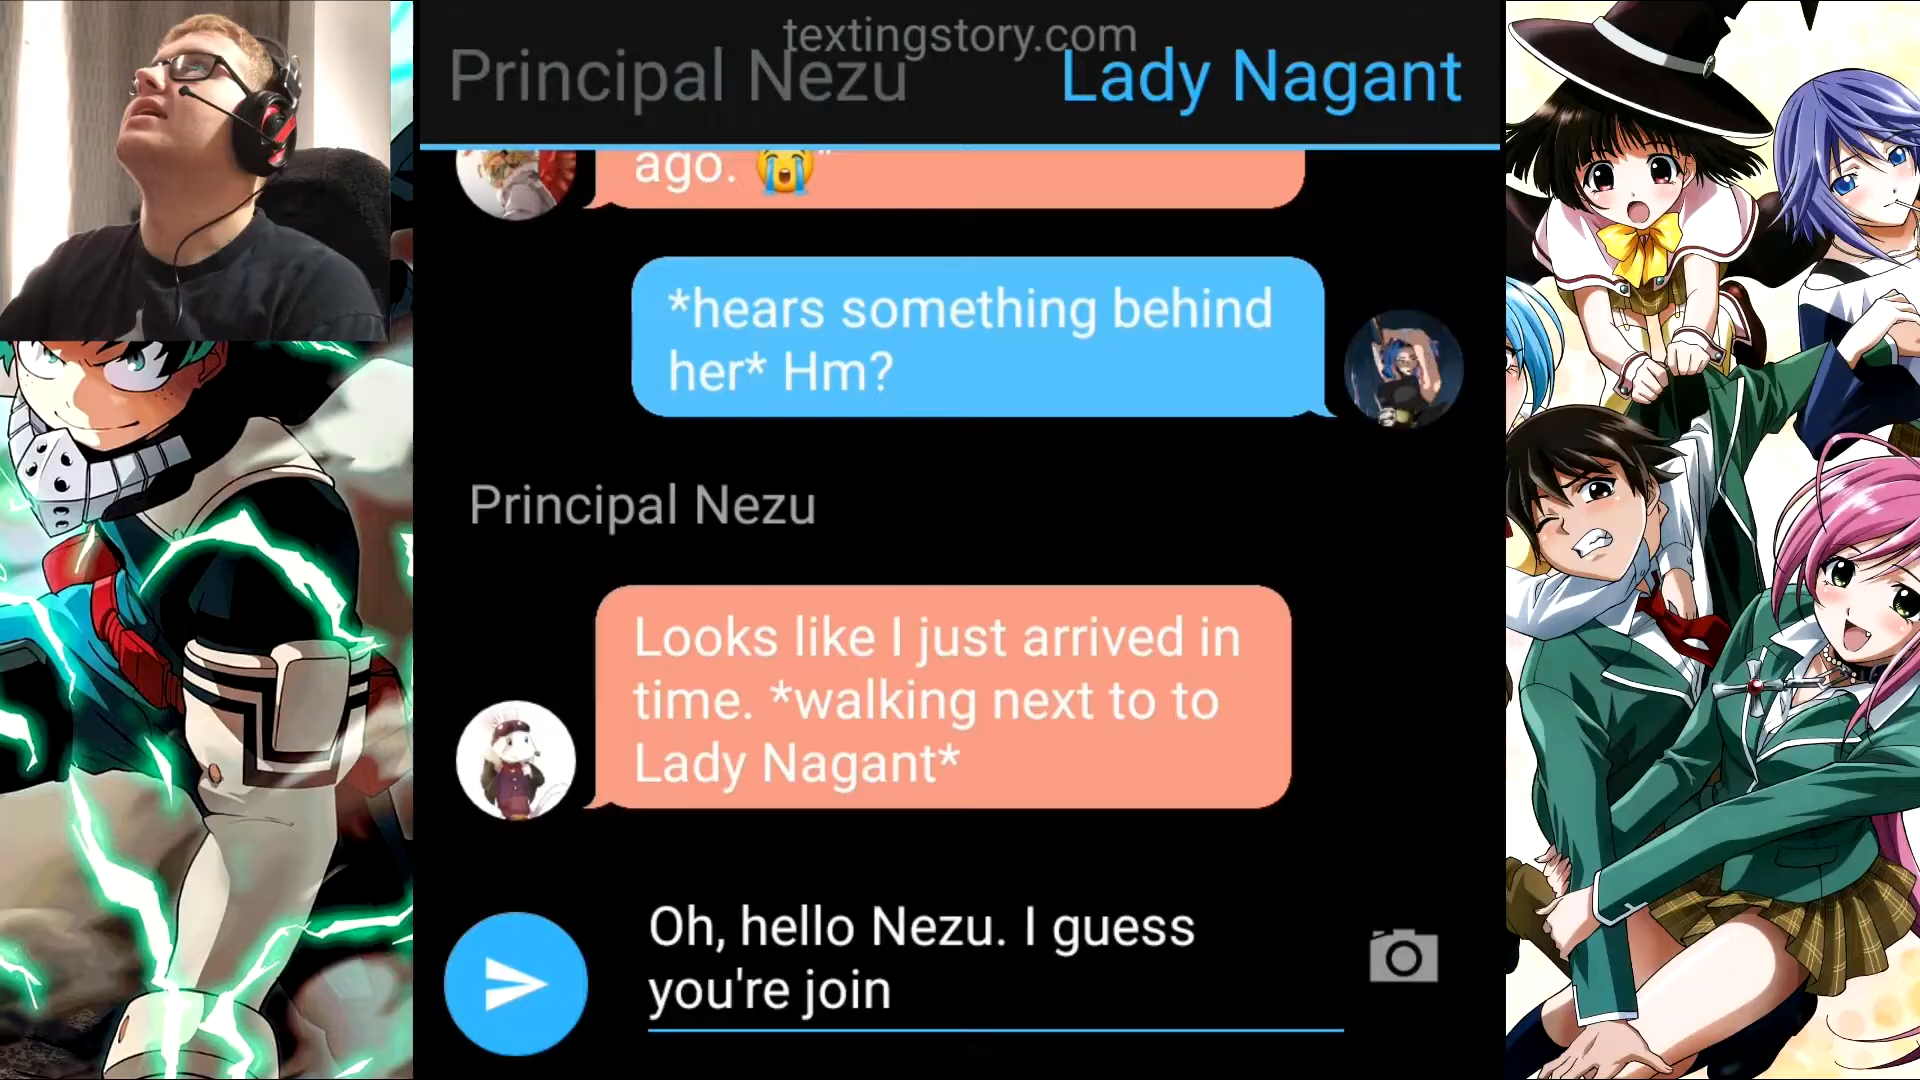 textingstory.com
Principal Nezu Lady Nagant
ago. 😭"
*hears something behind
her* Hm?
Principal Nezu
Looks like I just arrived in
time. *walking next to to
Lady Nagant*
Oh, hello Nezu. I guess
you're join